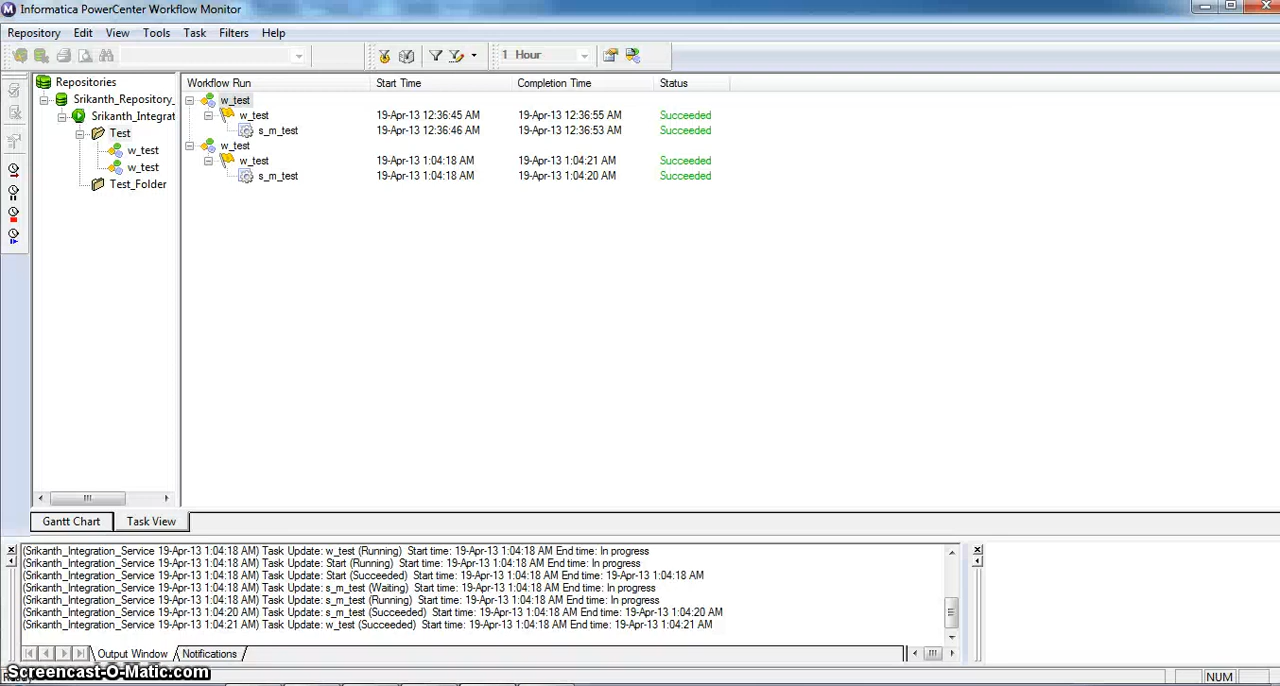 Informatica PowerCenter Workflow Monitor
Repository Edit View Tools Task Filters Help
1 Hour
Repositories
Srikanth_Repository_
Srikanth_Integrat
Test
w_test
w_test
Test_Folder
Workflow Run Start Time Completion Time Status
w_test
w_test 19-Apr-13 12:36:45 AM 19-Apr-13 12:36:55 AM Succeeded
s_m_test 19-Apr-13 12:36:46 AM 19-Apr-13 12:36:53 AM Succeeded
w_test
w_test 19-Apr-13 1:04:18 AM 19-Apr-13 1:04:21 AM Succeeded
s_m_test 19-Apr-13 1:04:18 AM 19-Apr-13 1:04:20 AM Succeeded
Gantt Chart Task View
(Srikanth_Integration_Service 19-Apr-13 1:04:18 AM) Task Update: w_test (Running) Start time: 19-Apr-13 1:04:18 AM End time: In progress
(Srikanth_Integration_Service 19-Apr-13 1:04:18 AM) Task Update: Start (Running) Start time: 19-Apr-13 1:04:18 AM End time: In progress
(Srikanth_Integration_Service 19-Apr-13 1:04:18 AM) Task Update: Start (Succeeded) Start time: 19-Apr-13 1:04:18 AM End time: 19-Apr-13 1:04:18 AM
(Srikanth_Integration_Service 19-Apr-13 1:04:18 AM) Task Update: s_m_test (Waiting) Start time: 19-Apr-13 1:04:18 AM End time: In progress
(Srikanth_Integration_Service 19-Apr-13 1:04:18 AM) Task Update: s_m_test (Running) Start time: 19-Apr-13 1:04:18 AM End time: In progress
(Srikanth_Integration_Service 19-Apr-13 1:04:20 AM) Task Update: s_m_test (Succeeded) Start time: 19-Apr-13 1:04:18 AM End time: 19-Apr-13 1:04:20 AM
(Srikanth_Integration_Service 19-Apr-13 1:04:21 AM) Task Update: w_test (Succeeded) Start time: 19-Apr-13 1:04:18 AM End time: 19-Apr-13 1:04:21 AM
Output Window Notifications
Screencast-O-Matic.com
NUM